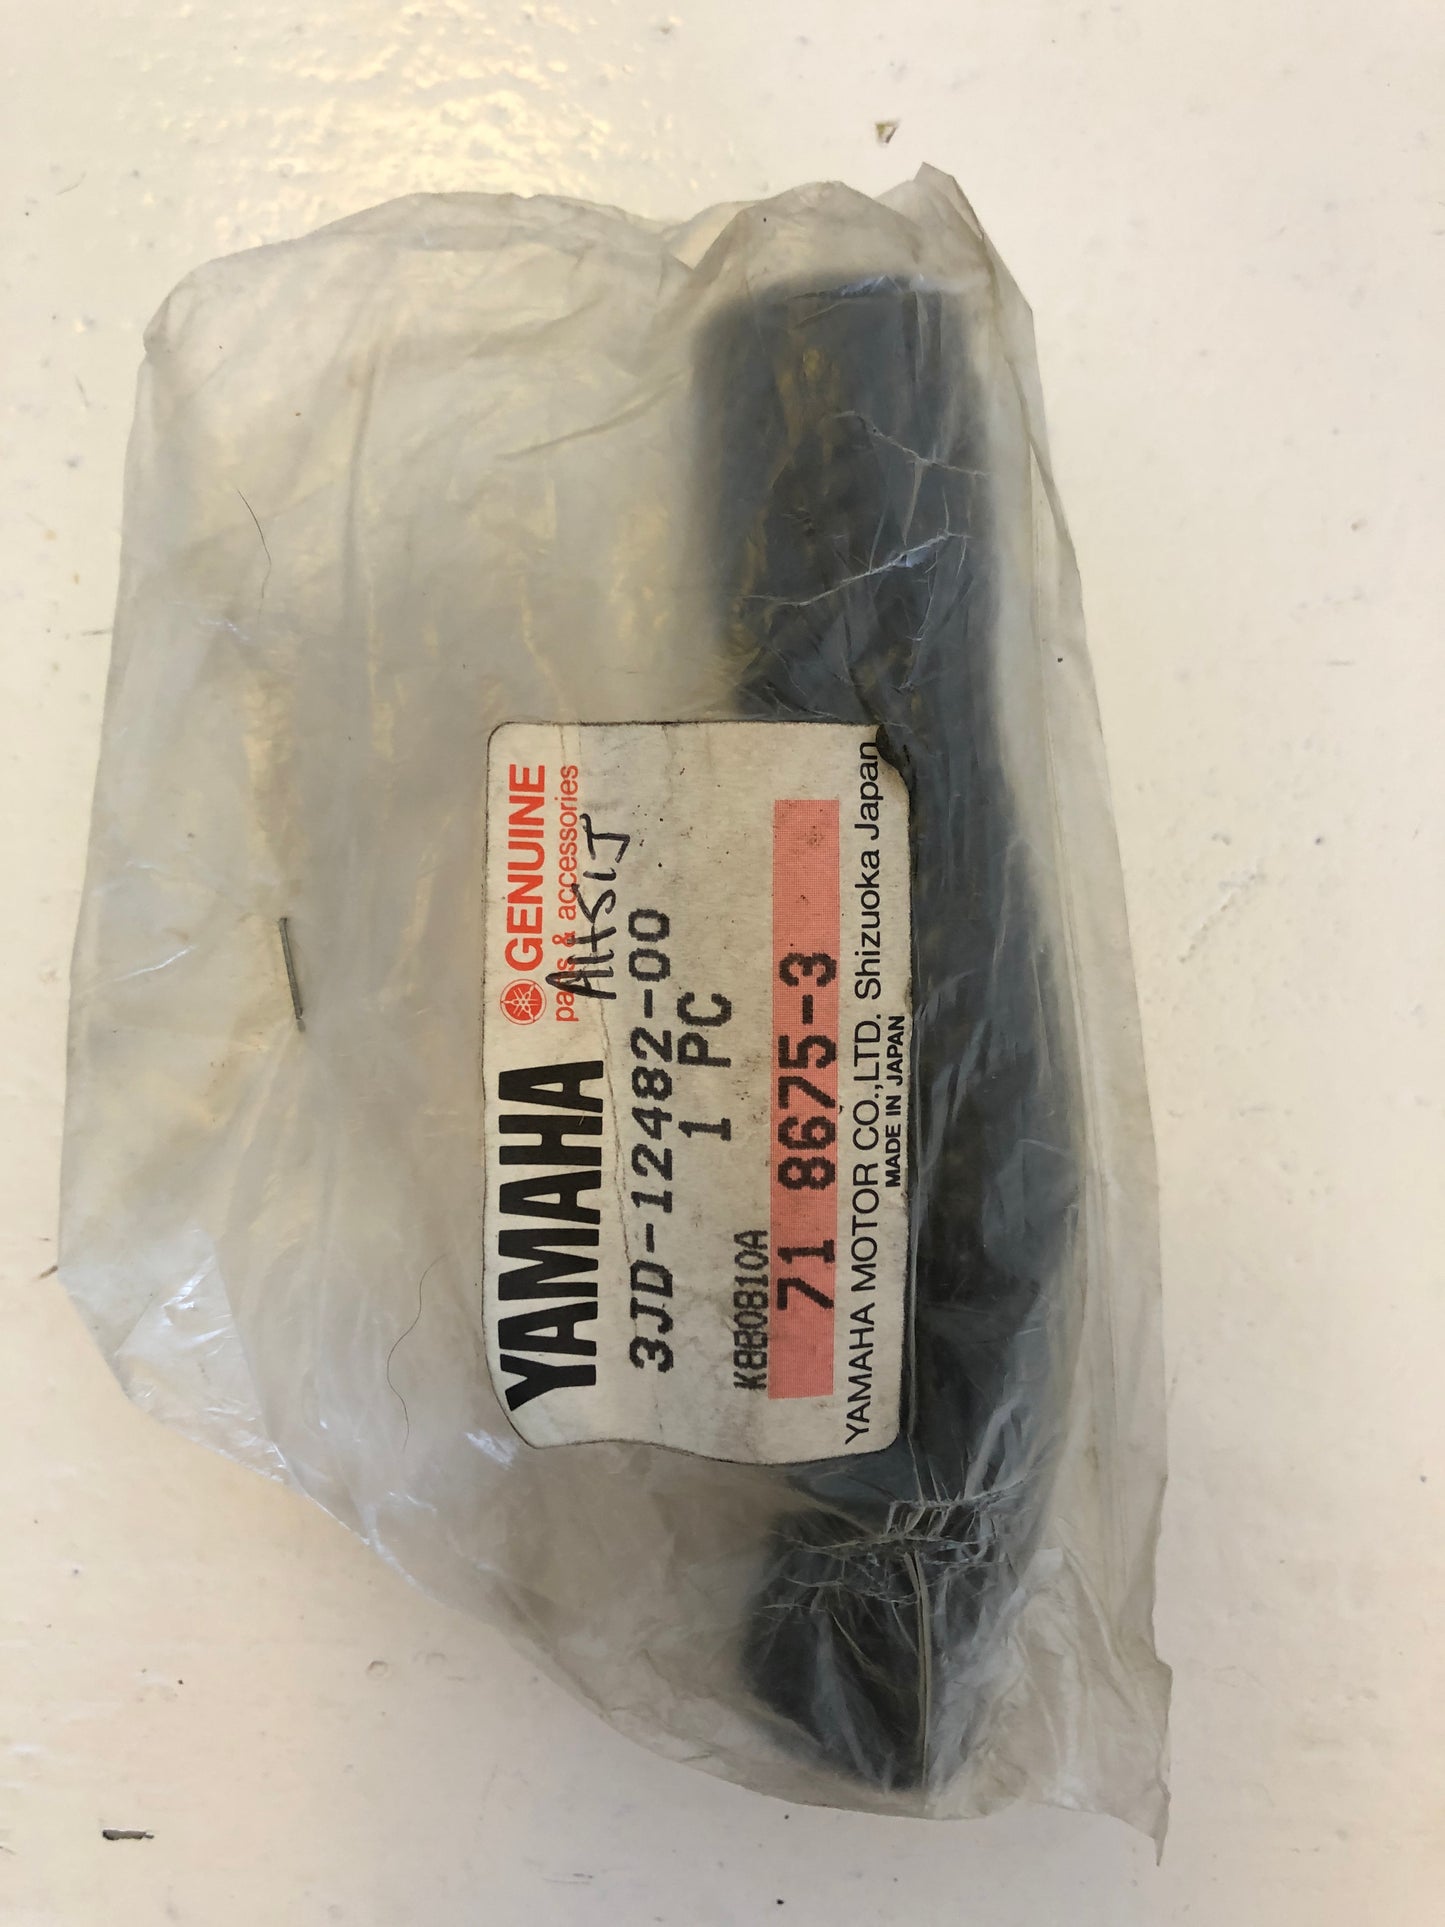 YAMAHA GENUINE
parts & accessories
3JD-12482-00
1 PC
71 8675-3
YAMAHA MOTOR CO.,LTD. Shizuoka Japan
MADE IN JAPAN